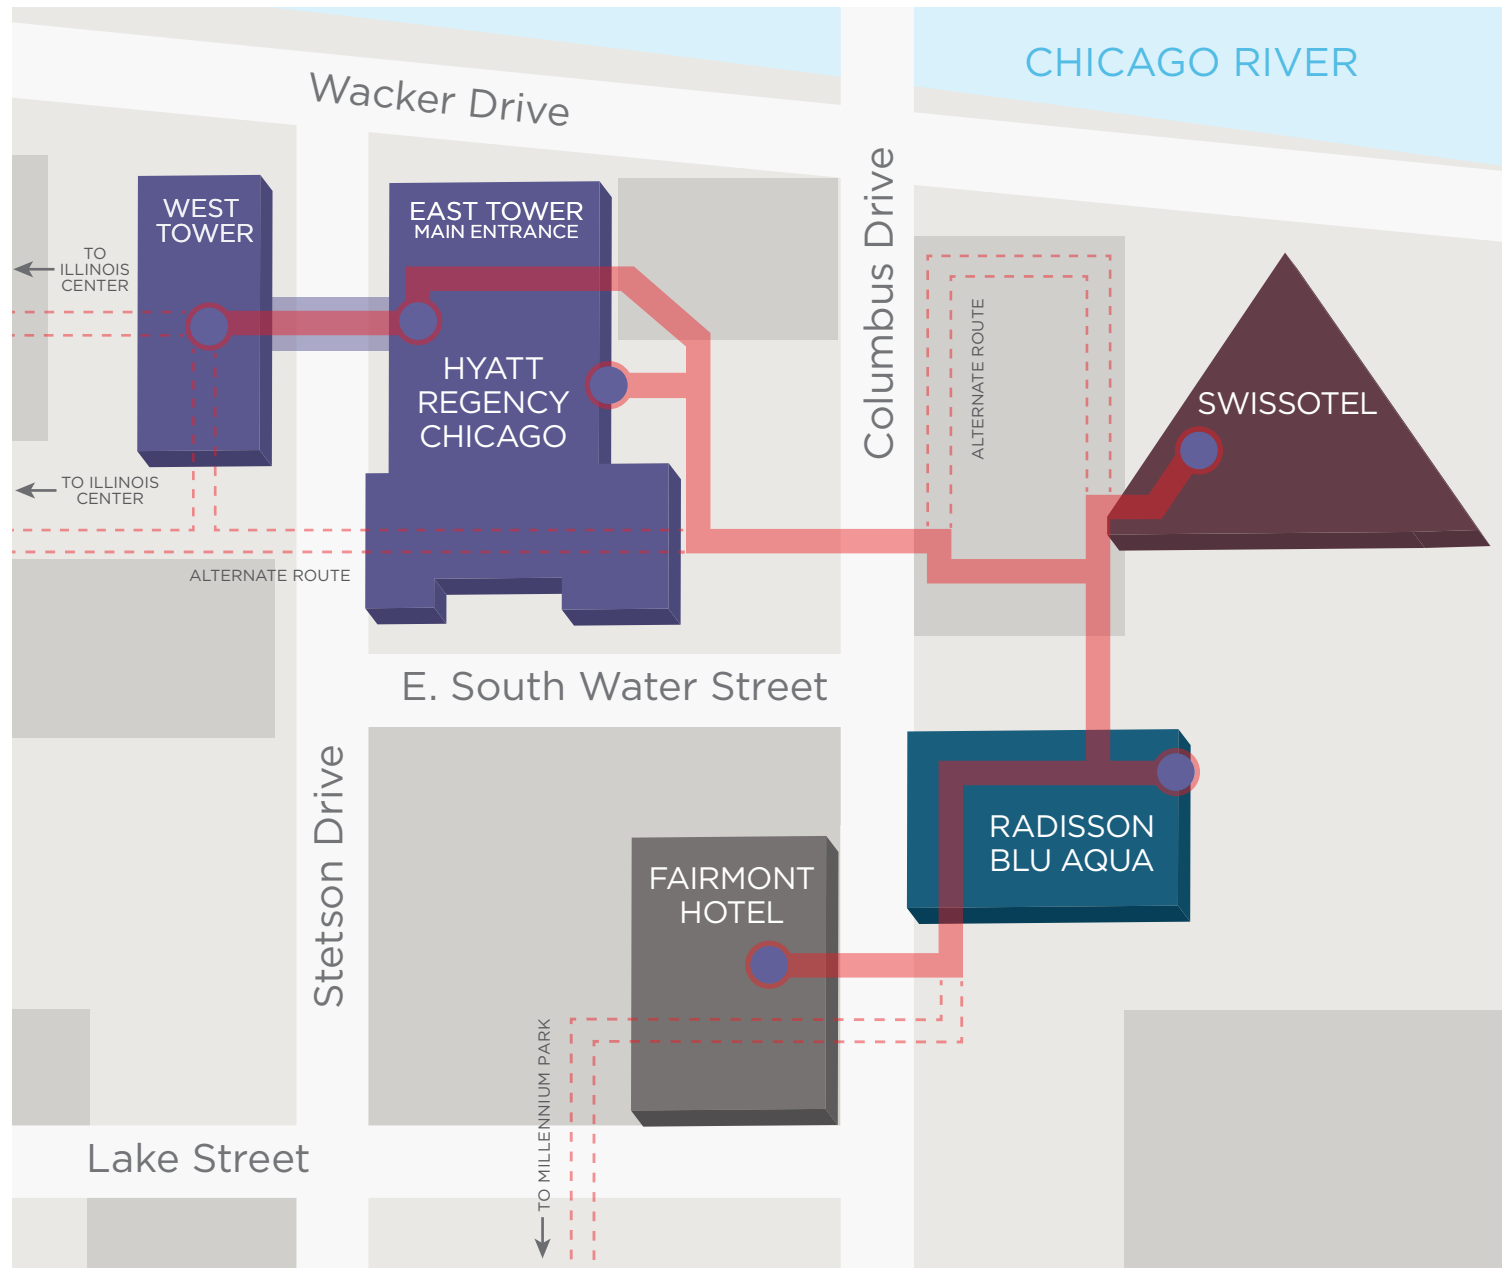 CHICAGO RIVER
Wacker Drive
WEST
TOWER
EAST TOWER
MAIN ENTRANCE
TO
ILLINOIS
CENTER
Columbus Drive
ALTERNATE ROUTE
HYATT
REGENCY
CHICAGO
SWISSOTEL
TO ILLINOIS
CENTER
ALTERNATE ROUTE
E. South Water Street
Stetson Drive
RADISSON
BLU AQUA
FAIRMONT
HOTEL
TO MILLENNIUM PARK
Lake Street